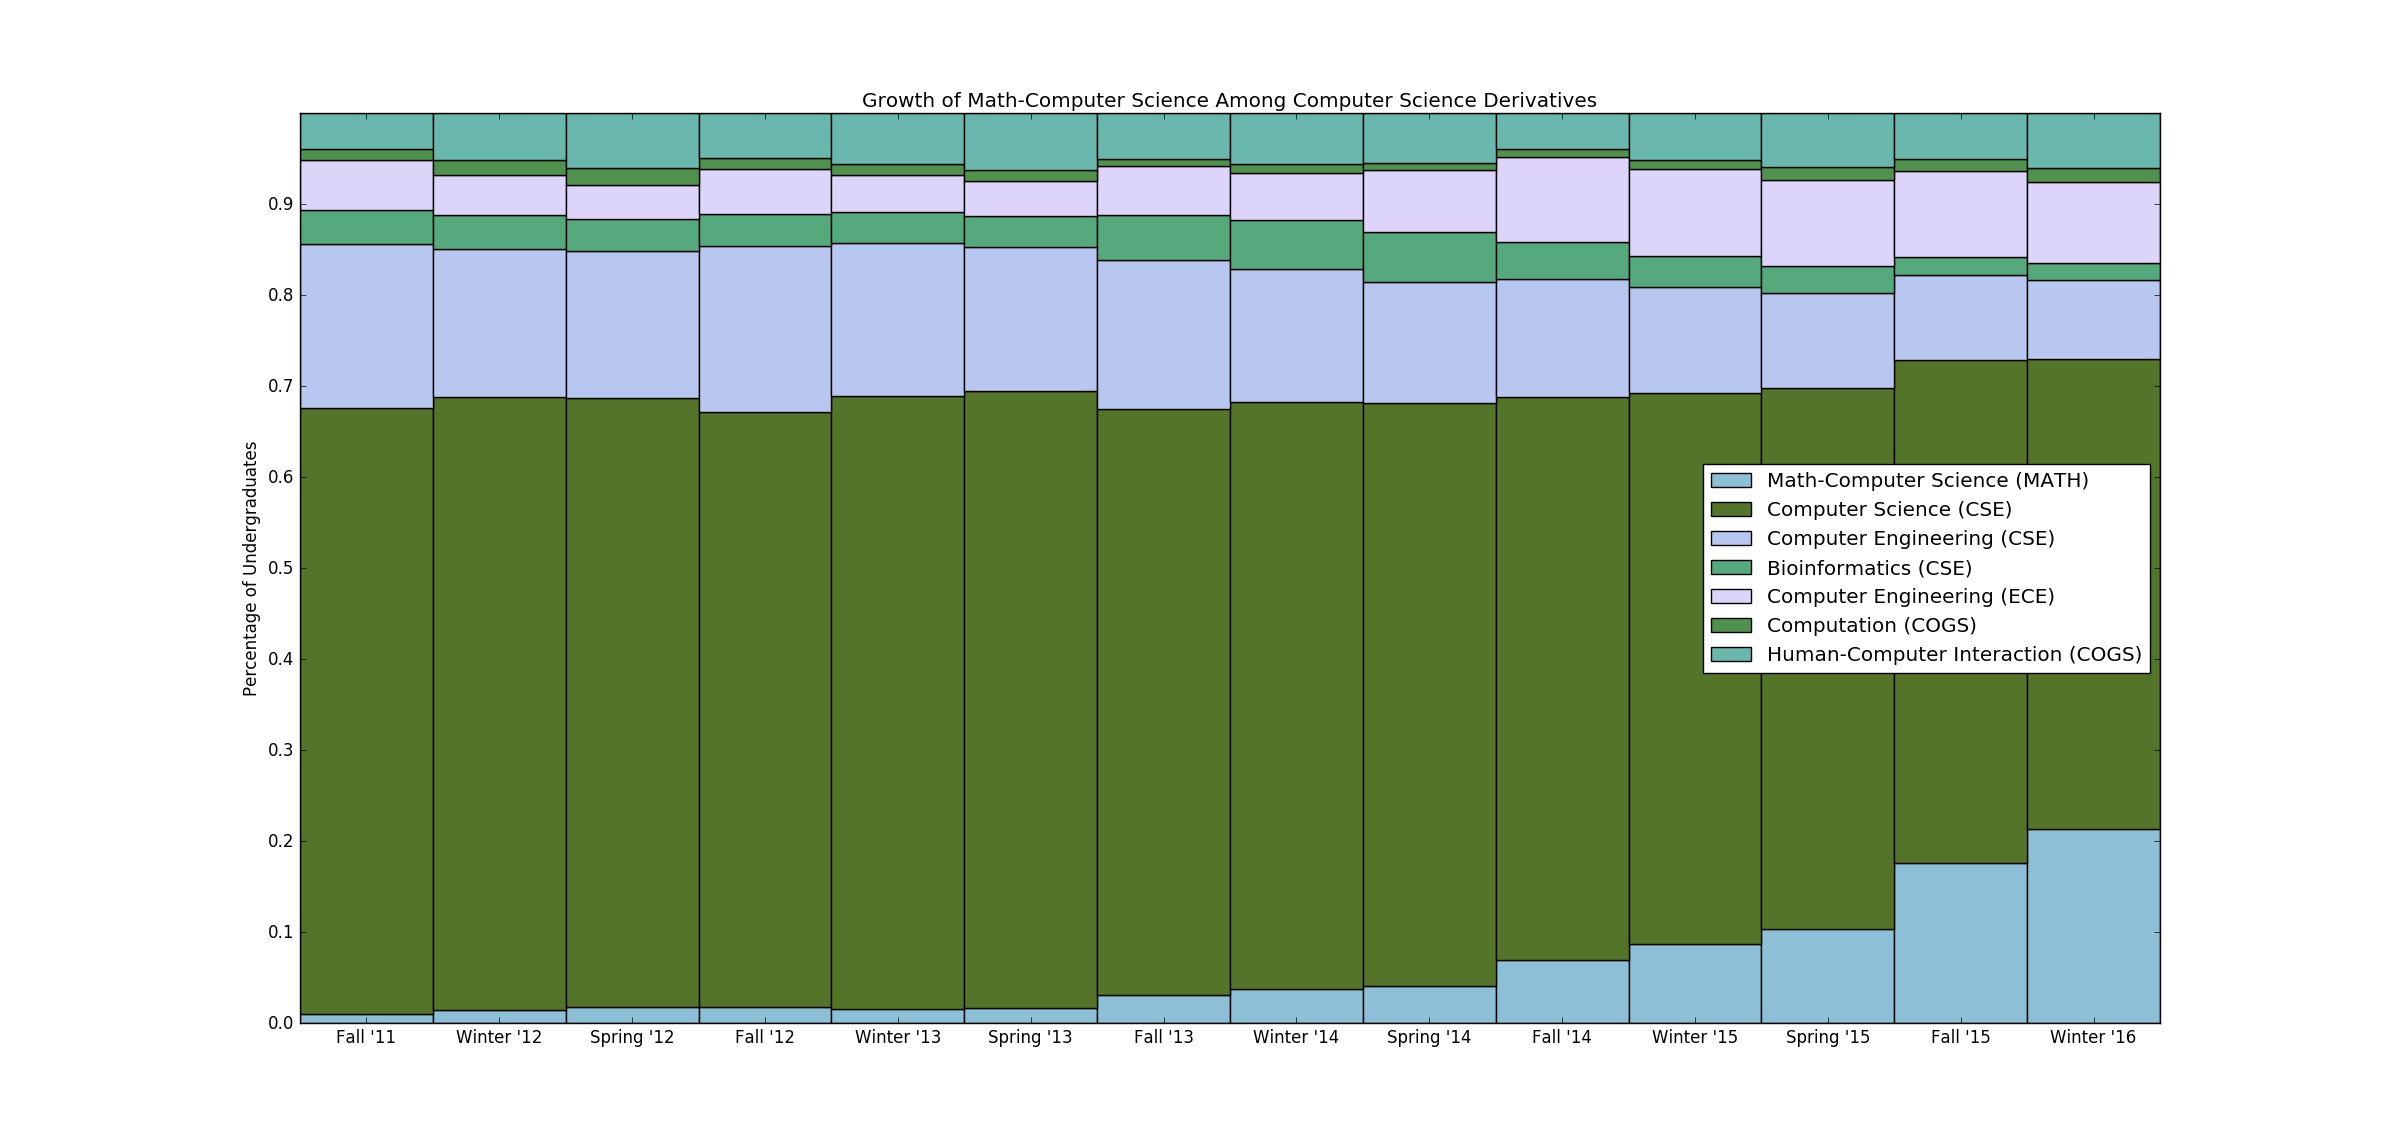 Growth of Math-Computer Science Among Computer Science Derivatives
Percentage of Undergraduates
0.9
0.8
0.7
0.6
0.5
0.4
0.3
0.2
0.1
0.0
Math-Computer Science (MATH)
Computer Science (CSE)
Computer Engineering (CSE)
Bioinformatics (CSE)
Computer Engineering (ECE)
Computation (COGS)
Human-Computer Interaction (COGS)
Fall '11 Winter '12 Spring '12 Fall '12 Winter '13 Spring '13 Fall '13 Winter '14 Spring '14 Fall '14 Winter '15 Spring '15 Fall '15 Winter '16